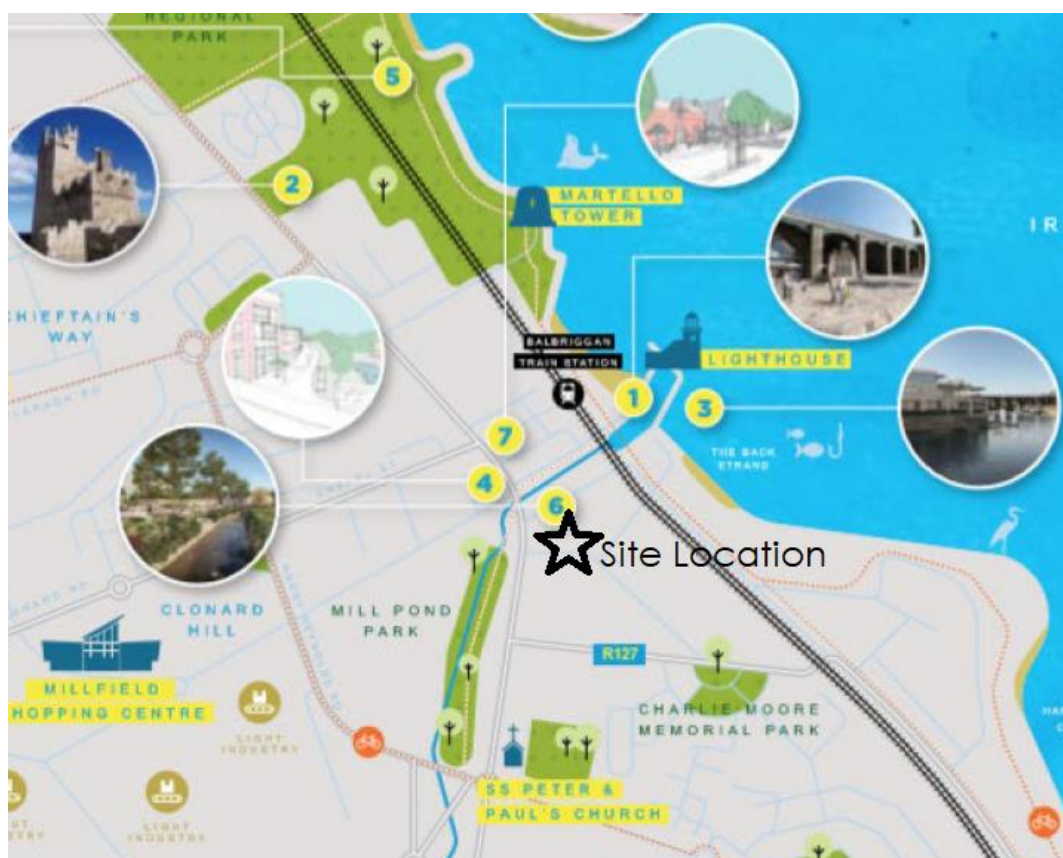 REGIONAL
PARK
5
2
MARTELLO
TOWER
IR
CHIEFTAIN'S
WAY
BALBRIGGAN
TRAIN STATION
LIGHTHOUSE
1
3
7
THE BACK
STRAND
4
6
Site Location
CLONARD
HILL
MILL POND
PARK
R127
MILLFIELD
HOPPING CENTRE
LIGHT
INDUSTRY
CHARLIE MOORE
MEMORIAL PARK
SS PETER &
PAUL'S CHURCH
LIGHT
INDUSTRY